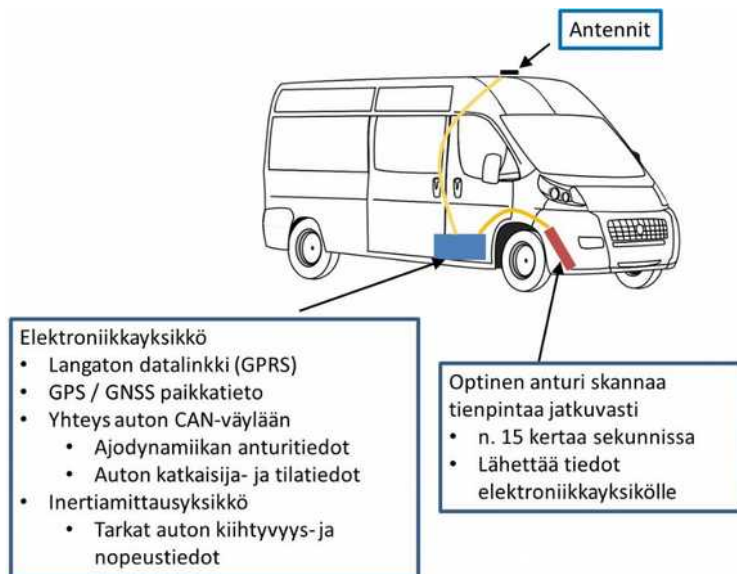 Antennit
Elektroniikkayksikkö
• Langaton datalinkki (GPRS)
• GPS / GNSS paikkatieto
• Yhteys auton CAN-väylään
• Ajodynamiikan anturitiedot
• Auton katkaisija- ja tilatiedot
• Inertiamittausyksikkö
• Tarkat auton kiihtyvyys- ja
nopeustiedot
Optinen anturi skannaa
tienpintaa jatkuvasti
• n. 15 kertaa sekunnissa
• Lähettää tiedot
elektroniikkayksikölle